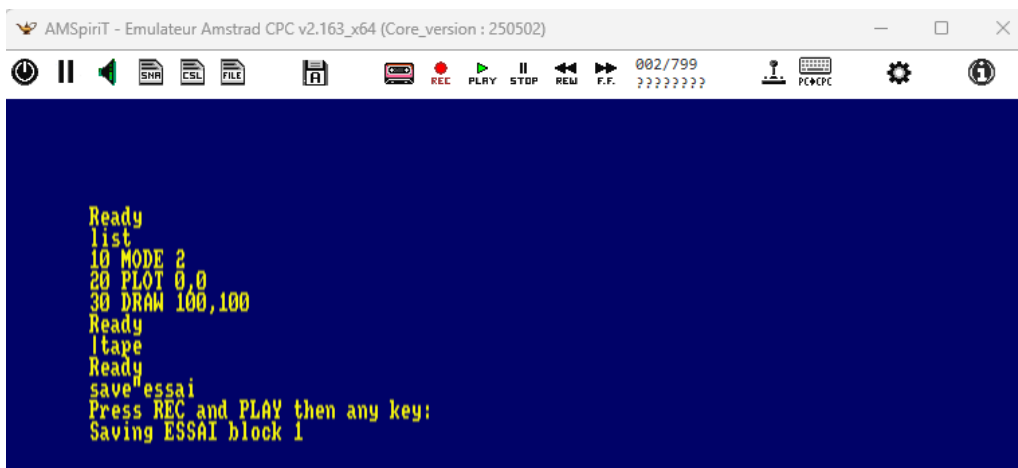 AMSpiriT - Emulateur Amstrad CPC v2.163_x64 (Core_version : 250502)
SNA CSL FILE A REC PLAY STOP REW F.F. 002/799 ???????? PC↔CPC
Ready
list
10 MODE 2
20 PLOT 0,0
30 DRAW 100,100
Ready
|tape
Ready
save"essai
Press REC and PLAY then any key:
Saving ESSAI block 1